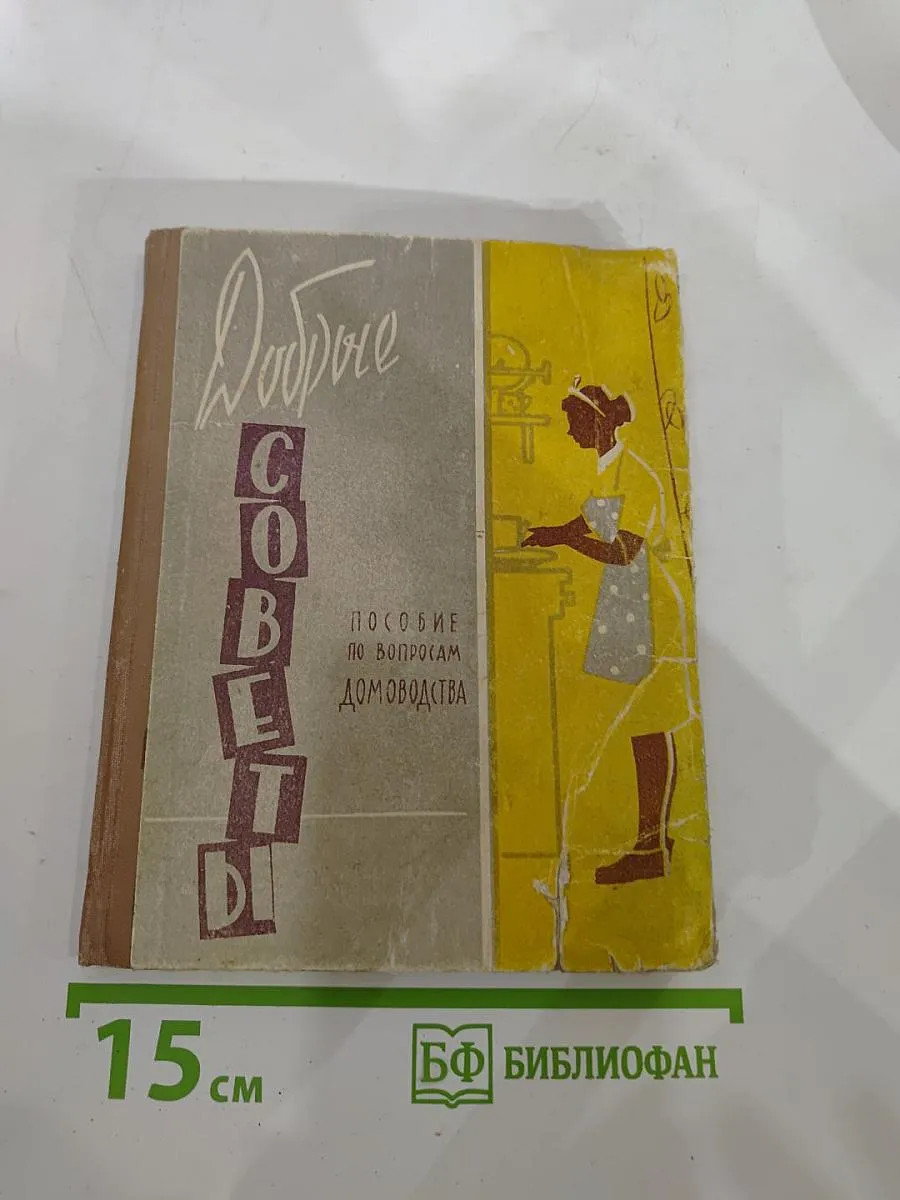 Добрые
СОВЕТЫ
ПОСОБИЕ
ПО ВОПРОСАМ
ДОМОВОДСТВА
15 см
БФ БИБЛИОФАН